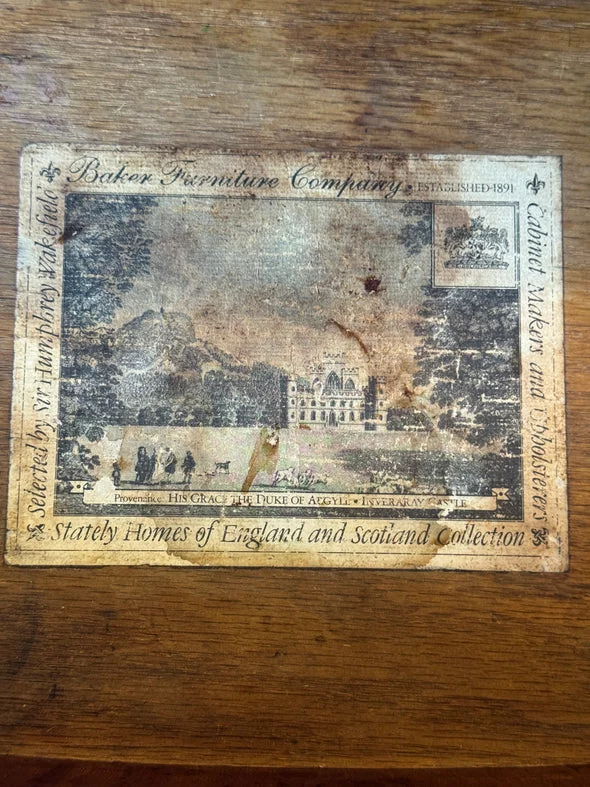 Baker Furniture Company • ESTABLISHED 1891
Cabinet Makers and Upholsterers
Selected by Sir Humphrey Wakefield
Provenance HIS GRACE THE DUKE OF ARGYLL • INVERARAY CASTLE
Stately Homes of England and Scotland Collection